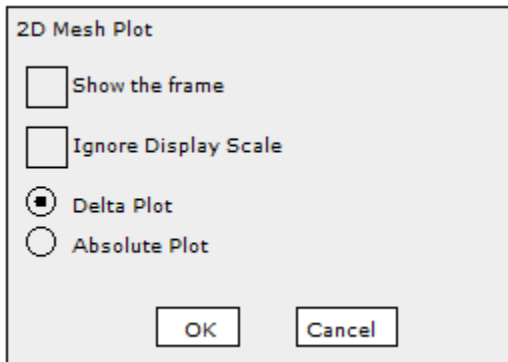 2D Mesh Plot
Show the frame
Ignore Display Scale
Delta Plot
Absolute Plot
OK Cancel